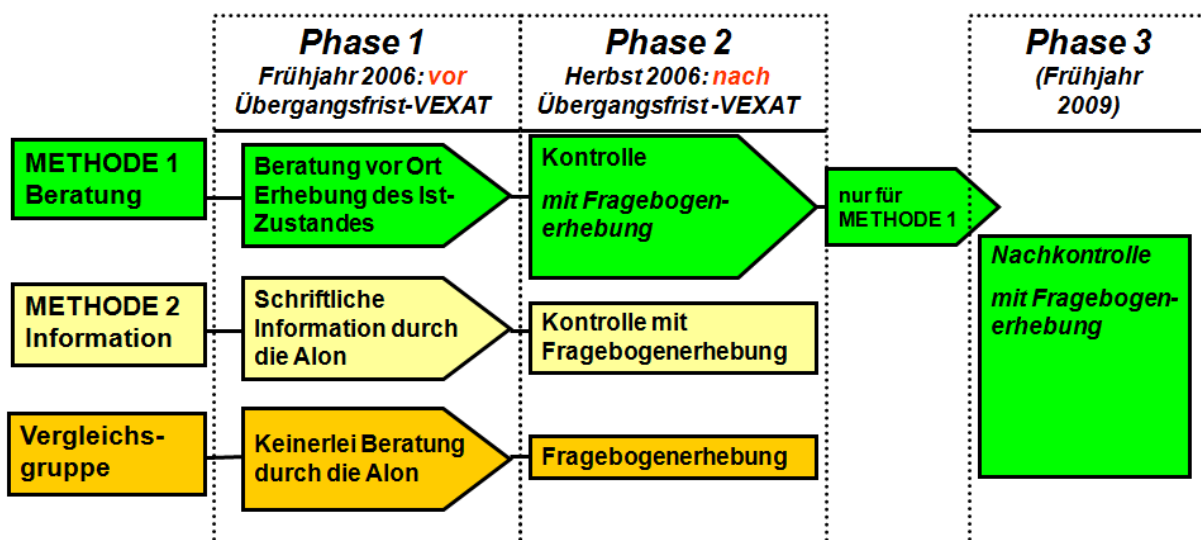 Phase 1
Frühjahr 2006: vor
Übergangsfrist-VEXAT
Phase 2
Herbst 2006: nach
Übergangsfrist -VEXAT
Phase 3
(Frühjahr
2009)
METHODE 1
Beratung
Beratung vor Ort
Erhebung des Ist-
Zustandes
Kontrolle
mit Fragebogen-
erhebung
nur für
METHODE 1
Nachkontrolle
mit Fragebogen-
erhebung
METHODE 2
Information
Schriftliche
Information durch
die Alon
Kontrolle mit
Fragebogenerhebung
Vergleichs-
gruppe
Keinerlei Beratung
durch die Alon
Fragebogenerhebung